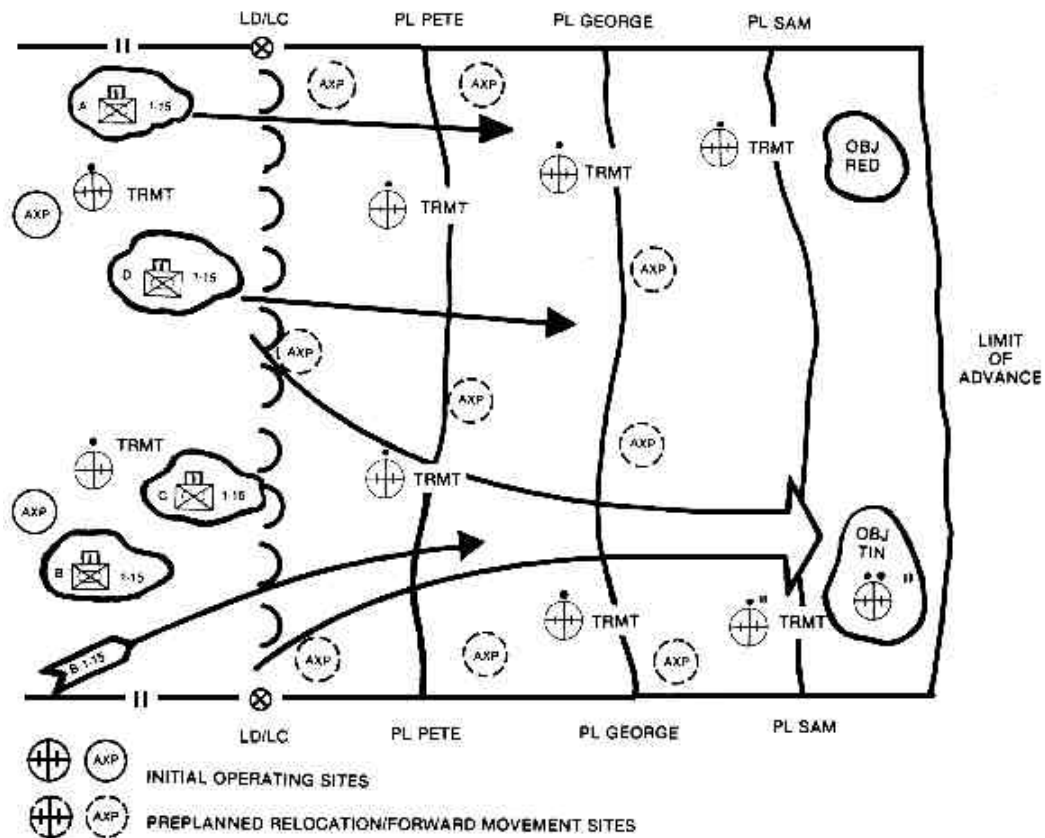 LD/LC PL PETE PL GEORGE PL SAM
AXP AXP
A 1-15
TRMT TRMT OBJ RED
TRMT
AXP TRMT
D 1-15 AXP
AXP
LIMIT OF ADVANCE
AXP
TRMT AXP
C 1-15 TRMT
AXP
OBJ TIN
B 1-15
TRMT TRMT
B 1-15 AXP AXP AXP
LD/LC PL PETE PL GEORGE PL SAM
AXP INITIAL OPERATING SITES
AXP PREPLANNED RELOCATION/FORWARD MOVEMENT SITES